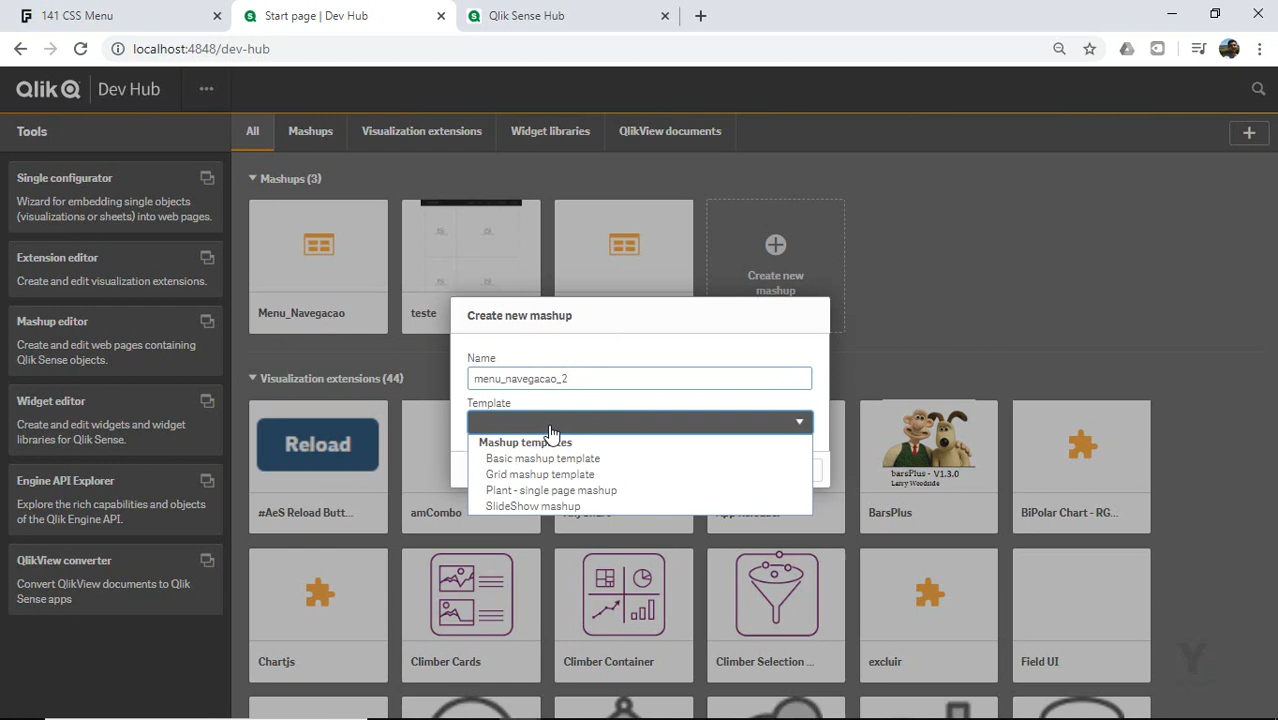 141 CSS Menu
Start page | Dev Hub
Qlik Sense Hub
localhost:4848/dev-hub
Qlik
Dev Hub
Tools
All
Mashups
Visualization extensions
Widget libraries
QlikView documents
Single configurator
Wizard for embedding single objects
(visualizations or sheets) into web pages.
Extension editor
Create and edit visualization extensions.
Mashup editor
Create and edit web pages containing
Qlik Sense objects.
Widget editor
Create and edit widgets and widget
libraries for Qlik Sense.
Engine API Explorer
Explore the rich capabilities and objects
of the Qlik Engine API.
QlikView converter
Convert QlikView documents to Qlik
Sense apps
Mashups (3)
Menu_Navegacao
teste
Create new
mashup
Create new mashup
Name
menu_navegacao_2
Template
Mashup templates
Basic mashup template
Grid mashup template
Plant - single page mashup
SlideShow mashup
Visualization extensions (44)
Reload
barsPlus - V1.3.0
Larry Woodside
#AeS Reload Butt...
amCombo
BarsPlus
BiPolar Chart - RG...
Chartjs
Climber Cards
Climber Container
Climber Selection ...
excluir
Field UI
Y